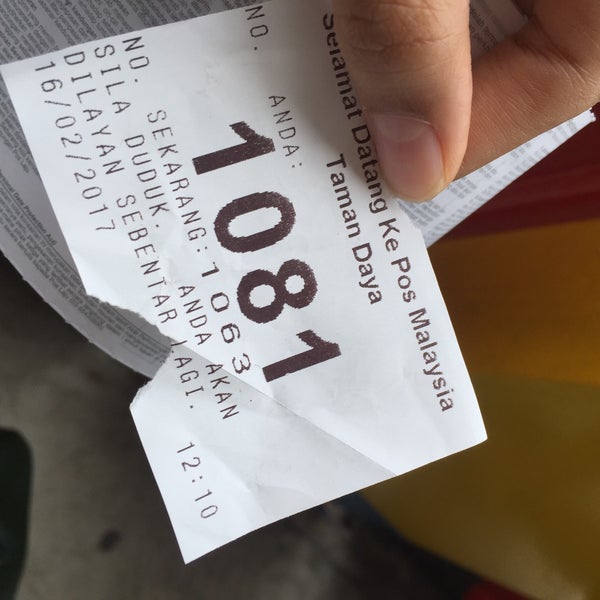 Selamat Datang Ke Pos Malaysia
Taman Daya
NO. ANDA:
1081
NO. SEKARANG: 1063
SILA DUDUK. ANDA AKAN
DILAYAN SEBENTAR LAGI.
16/02/2017 12:10